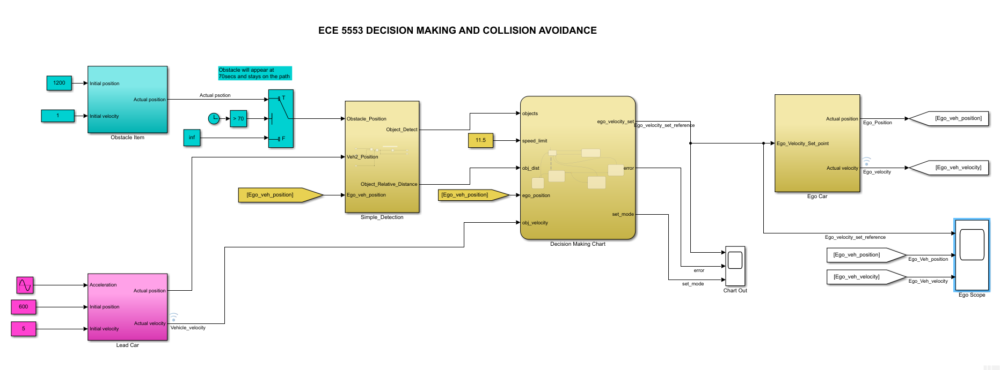 ECE 5553 DECISION MAKING AND COLLISION AVOIDANCE
1200
1
Initial position
Initial velocity
Actual position
Obstacle Item
Actual psotion
Obstacle will appear at
70secs and stays on the path
> 70
inf
T
F
Obstacle_Position
Object_Detect
Veh2_Position
Object_Relative_Distance
Ego_veh_position
Simple_Detection
[Ego_veh_position]
11.5
[Ego_veh_position]
objects
speed_limit
obj_dist
ego_position
obj_velocity
ego_velocity_set
error
set_mode
Decision Making Chart
Ego_velocity_set_reference
error
set_mode
Chart Out
Ego_Velocity_Set_point
Actual position
Actual velocity
Ego Car
Ego_Position
Ego_velocity
[Ego_veh_position]
[Ego_veh_velocity]
Ego_velocity_set_reference
[Ego_veh_position]
Ego_Veh_position
[Ego_veh_velocity]
Ego_Veh_velocity
Ego Scope
600
5
Acceleration
Initial position
Initial velocity
Actual position
Actual velocity
Lead Car
Vehicle_velocity